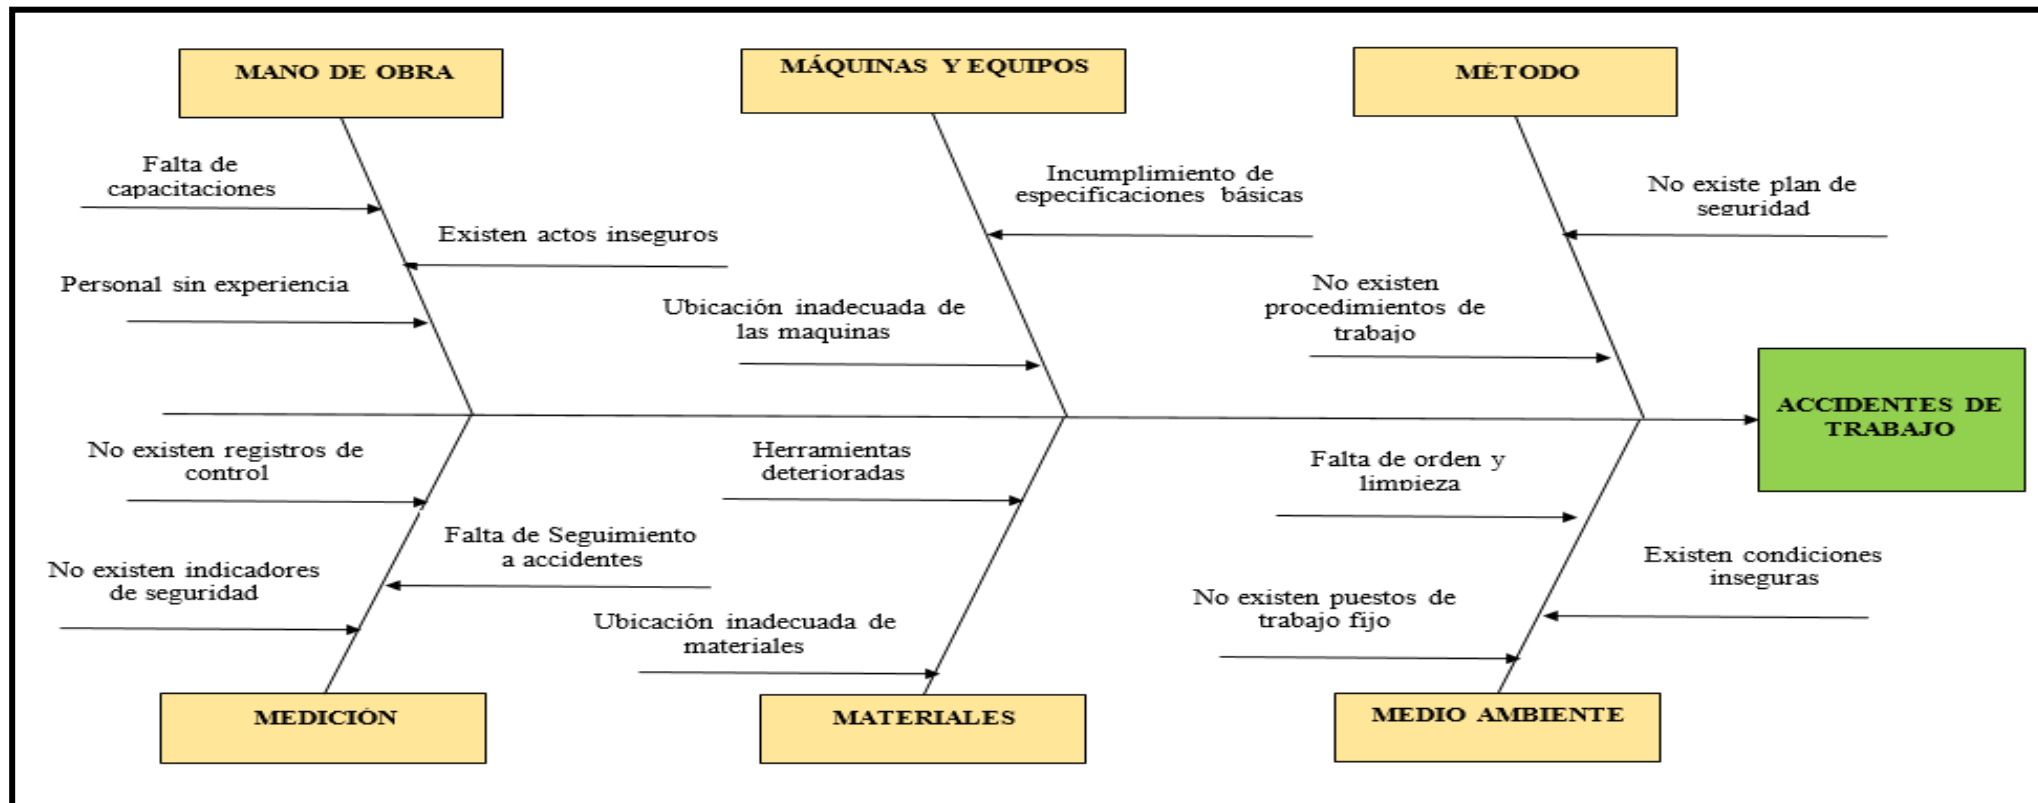 MANO DE OBRA
MÁQUINAS Y EQUIPOS
MÉTODO
Falta de
capacitaciones
Existen actos inseguros
Personal sin experiencia
Incumplimiento de
especificaciones básicas
Ubicación inadecuada de
las maquinas
No existe plan de
seguridad
No existen
procedimientos de
trabajo
ACCIDENTES DE
TRABAJO
No existen registros de
control
Falta de Seguimiento
a accidentes
No existen indicadores
de seguridad
Herramientas
deterioradas
Ubicación inadecuada de
materiales
Falta de orden y
limpieza
Existen condiciones
inseguras
No existen puestos de
trabajo fijo
MEDICIÓN
MATERIALES
MEDIO AMBIENTE